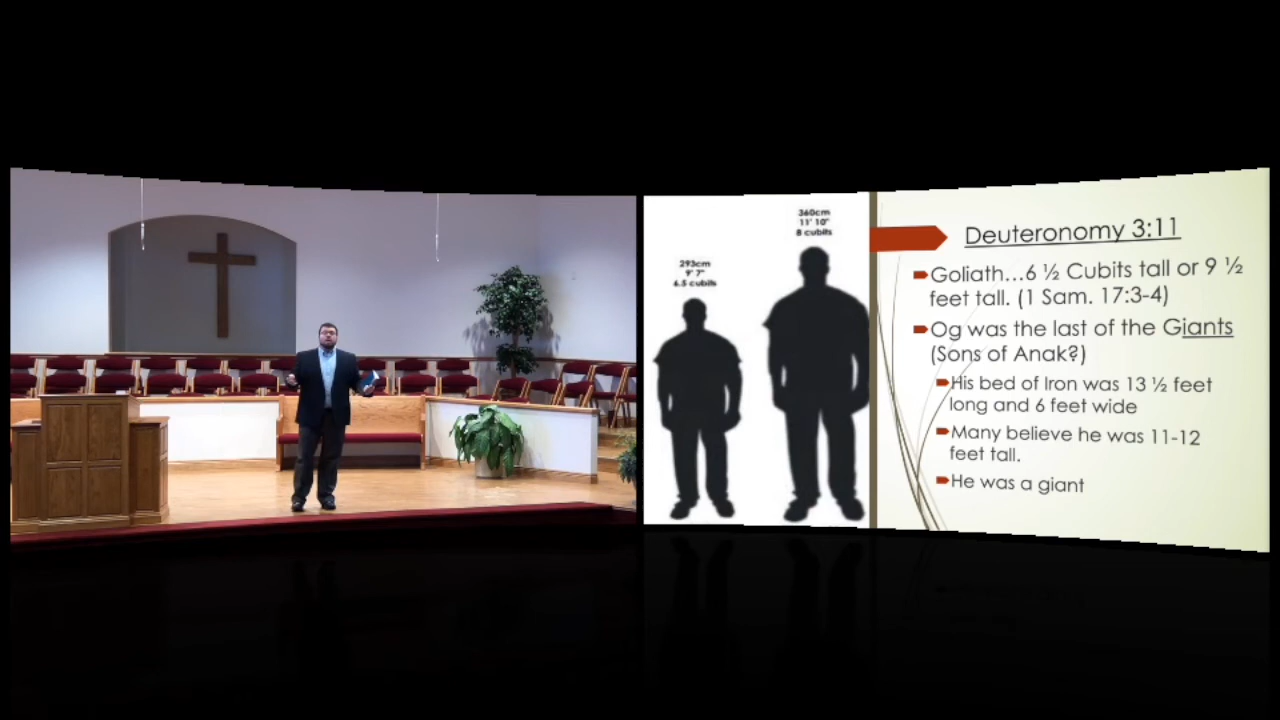 360cm
11' 10"
8 cubits
293cm
9' 7"
6.5 cubits
Deuteronomy 3:11
Goliath…6 ½ Cubits tall or 9 ½
feet tall. (1 Sam. 17:3-4)
Og was the last of the Giants
(Sons of Anak?)
His bed of Iron was 13 ½ feet
long and 6 feet wide
Many believe he was 11-12
feet tall.
He was a giant